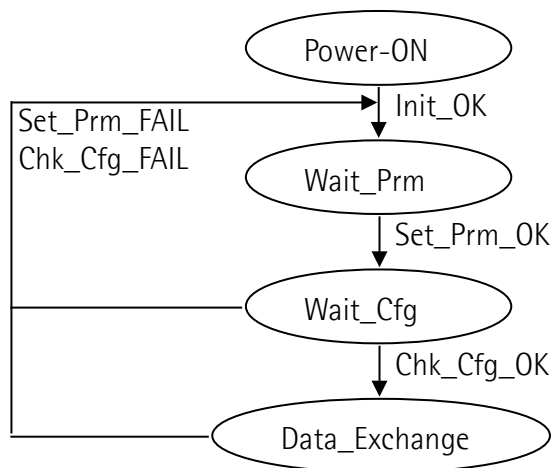 Power-ON
Init_OK
Set_Prm_FAIL
Chk_Cfg_FAIL
Wait_Prm
Set_Prm_OK
Wait_Cfg
Chk_Cfg_OK
Data_Exchange